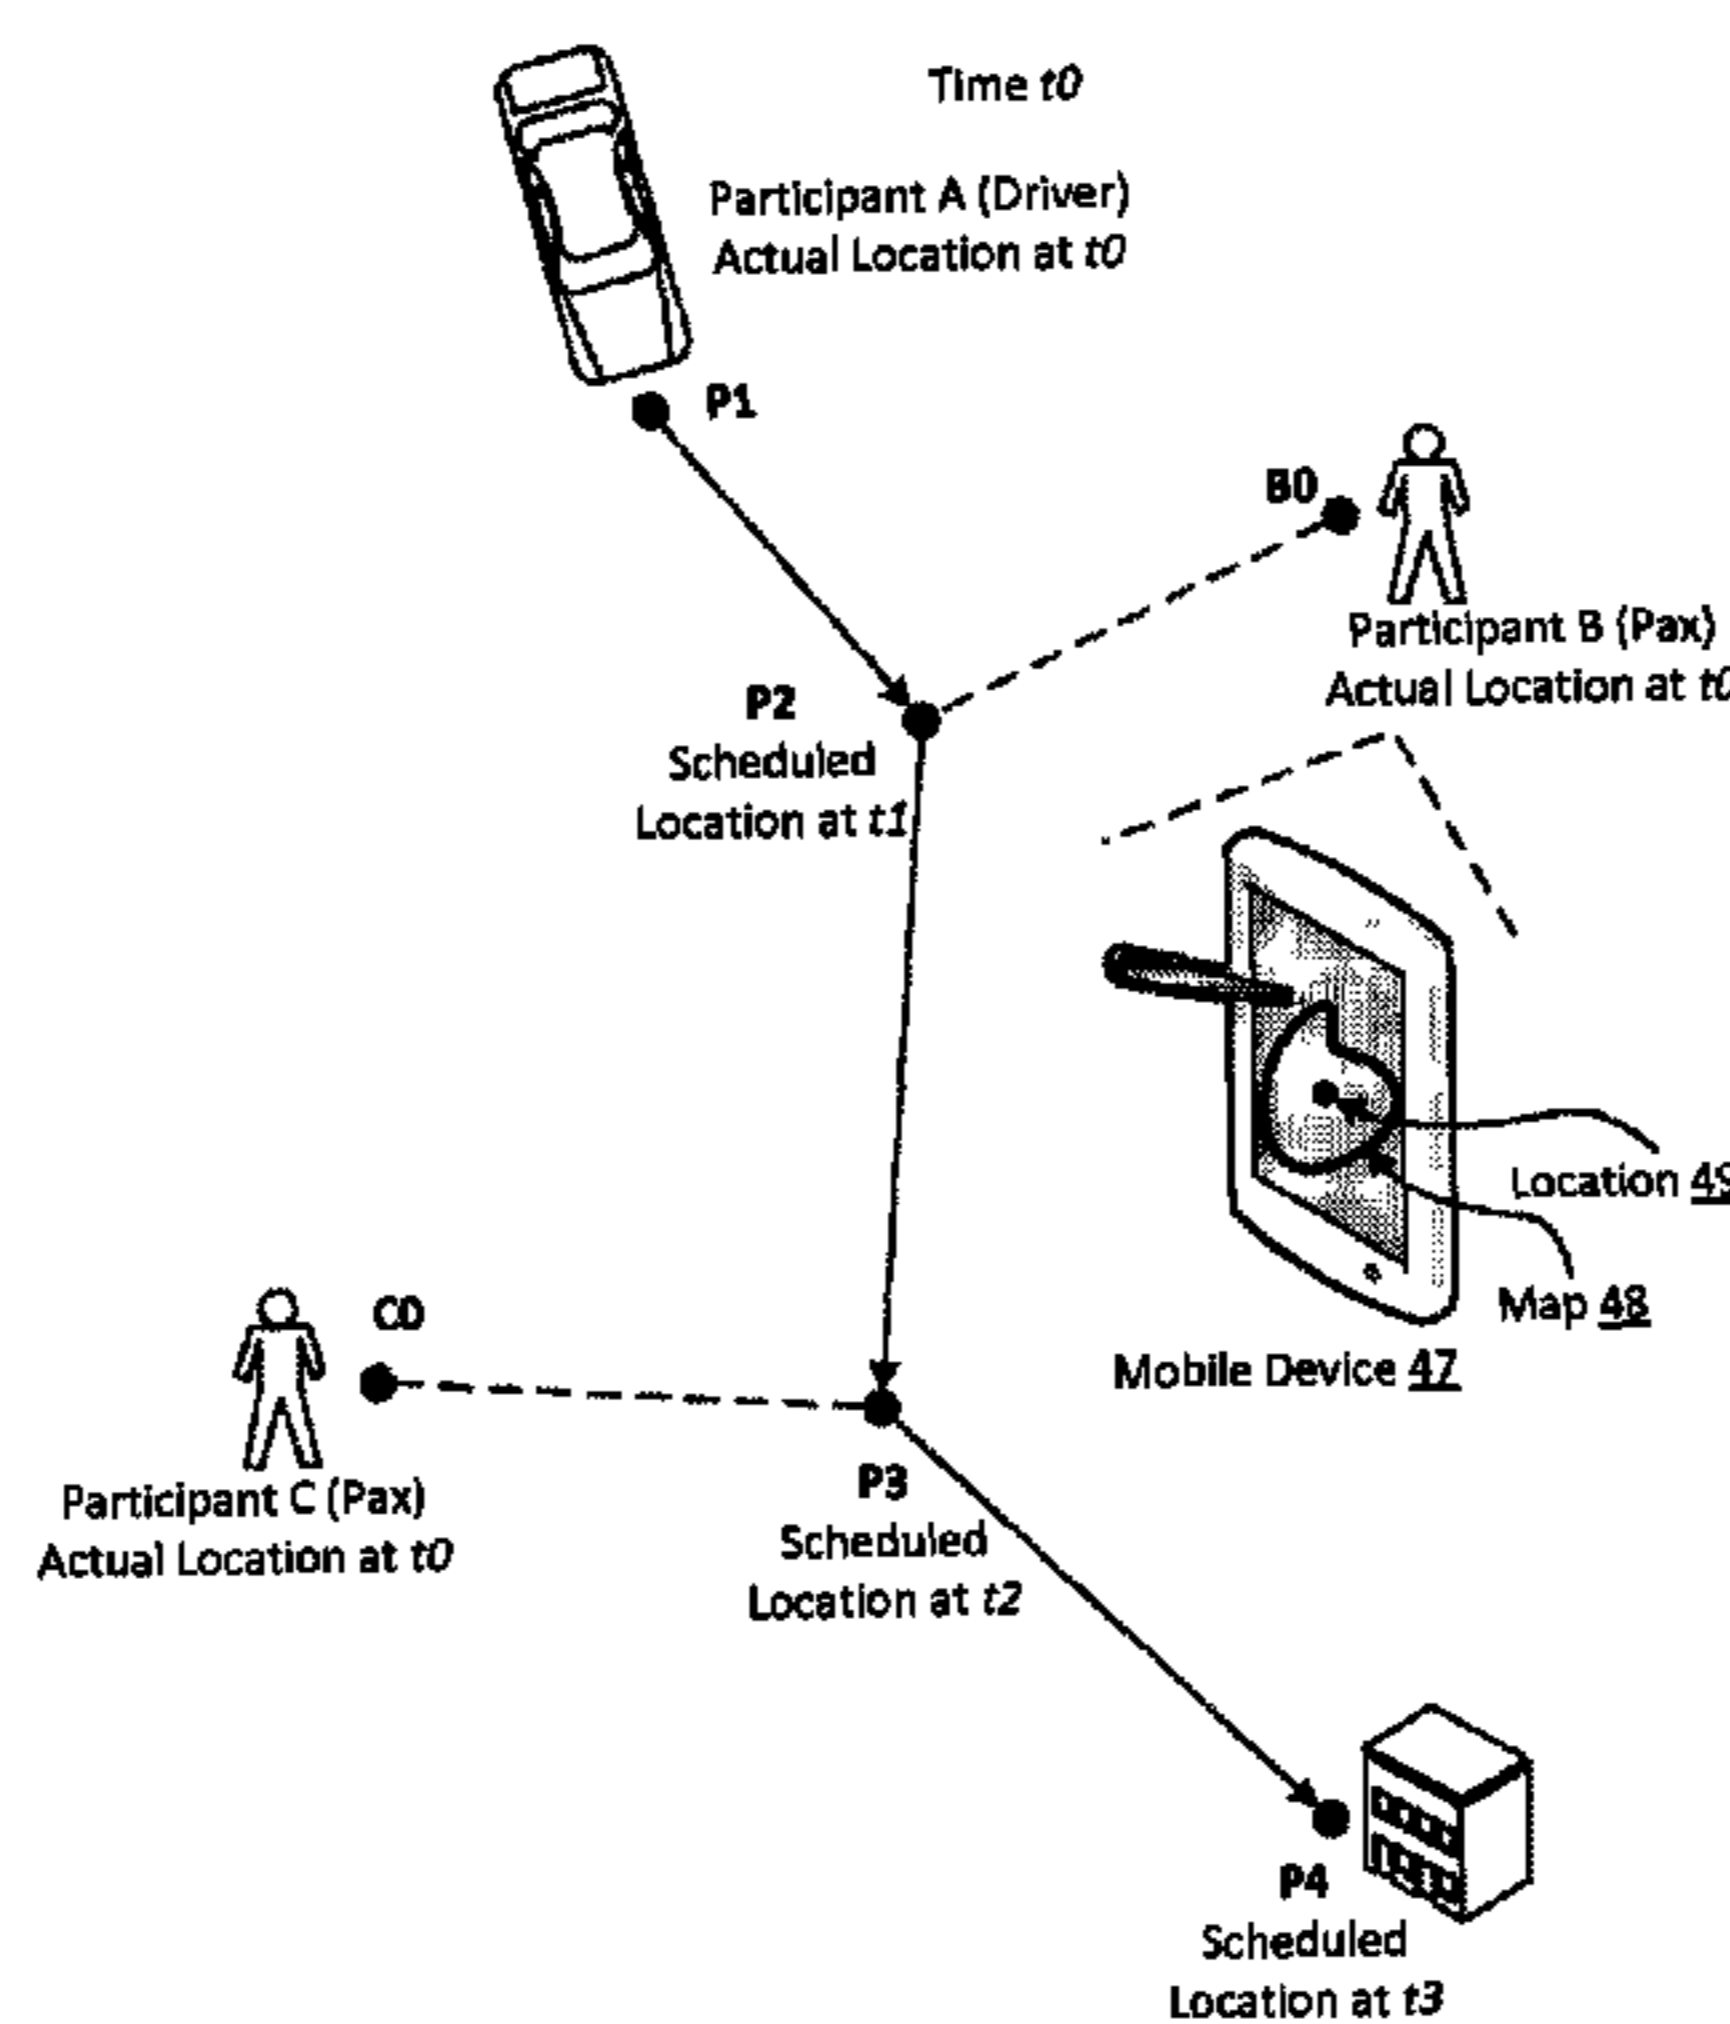 Time t0
Participant A (Driver)
Actual Location at t0
P1
B0
Participant B (Pax)
Actual Location at
P2
Scheduled
Location at t1
Location
Map 48
Mobile Device 47
C0
Participant C (Pax)
Actual Location at t0
P3
Scheduled
Location at t2
P4
Scheduled
Location at t3